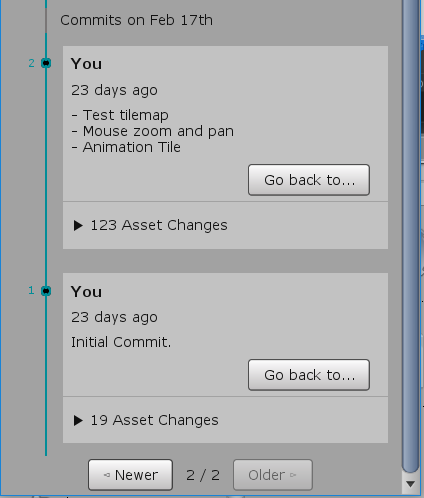 Commits on Feb 17th
2
You
23 days ago
- Test tilemap
- Mouse zoom and pan
- Animation Tile
Go back to...
► 123 Asset Changes
1
You
23 days ago
Initial Commit.
Go back to...
► 19 Asset Changes
◅ Newer 2 / 2 Older ▻